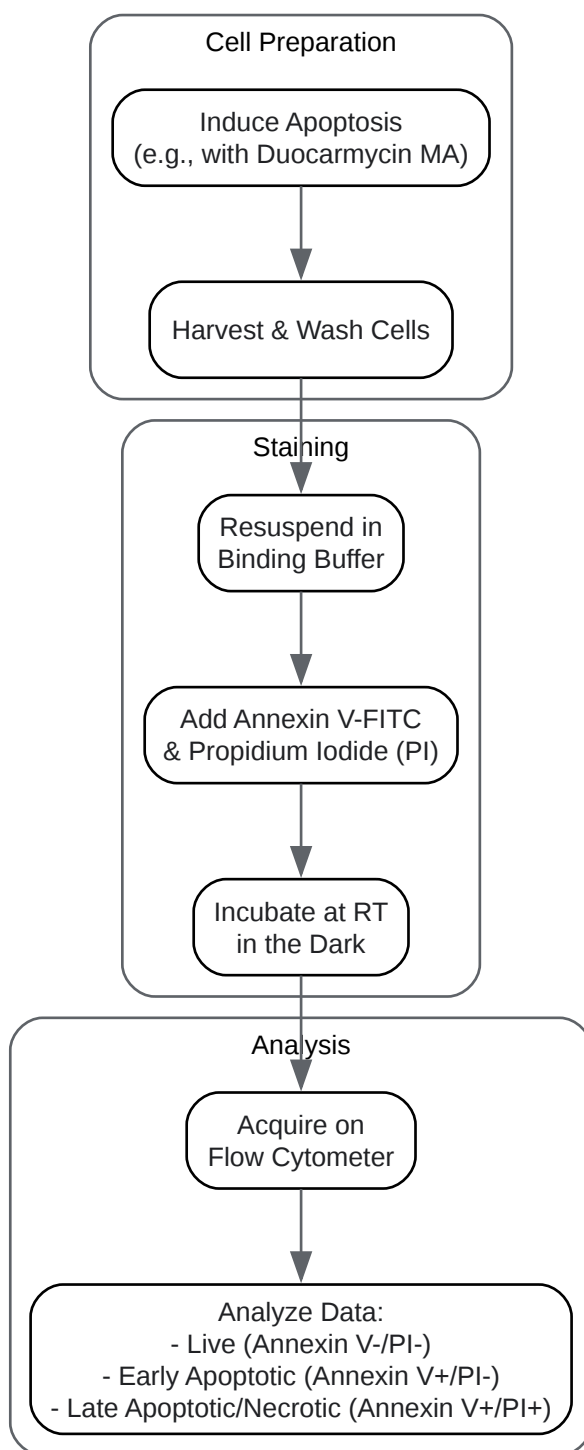 Cell Preparation
Induce Apoptosis
(e.g., with Duocarmycin MA)
Harvest & Wash Cells
Staining
Resuspend in
Binding Buffer
Add Annexin V-FITC
& Propidium Iodide (PI)
Incubate at RT
in the Dark
Analysis
Acquire on
Flow Cytometer
Analyze Data:
- Live (Annexin V-/PI-)
- Early Apoptotic (Annexin V+/PI-)
- Late Apoptotic/Necrotic (Annexin V+/PI+)